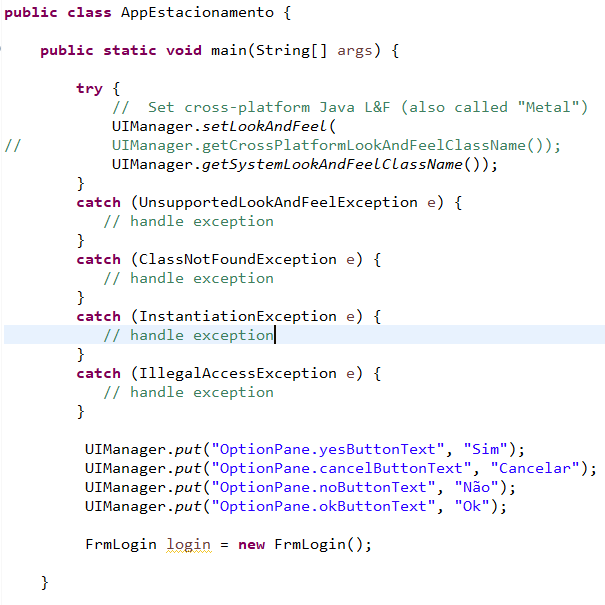 public class AppEstacionamento {
public static void main(String[] args) {
try {
//  Set cross-platform Java L&F (also called "Metal")
UIManager.setLookAndFeel(
//             UIManager.getCrossPlatformLookAndFeelClassName());
UIManager.getSystemLookAndFeelClassName());
}
catch (UnsupportedLookAndFeelException e) {
// handle exception
}
catch (ClassNotFoundException e) {
// handle exception
}
catch (InstantiationException e) {
// handle exception
}
catch (IllegalAccessException e) {
// handle exception
}
UIManager.put("OptionPane.yesButtonText", "Sim");
UIManager.put("OptionPane.cancelButtonText", "Cancelar");
UIManager.put("OptionPane.noButtonText", "Não");
UIManager.put("OptionPane.okButtonText", "Ok");
FrmLogin login = new FrmLogin();
}